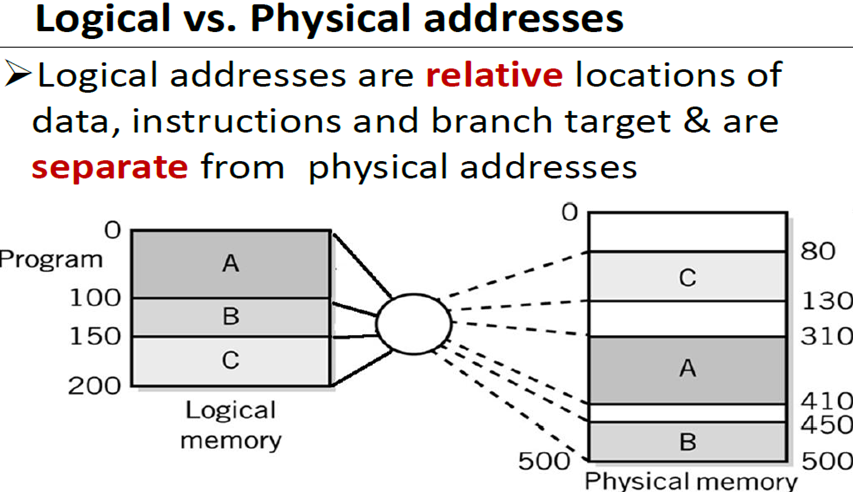 Logical vs. Physical addresses
➢Logical addresses are relative locations of
data, instructions and branch target & are
separate from physical addresses
0
Program
A
100
B
150
C
200
Logical
memory
0
80
C
130
310
A
410
450
B
500
500
Physical memory